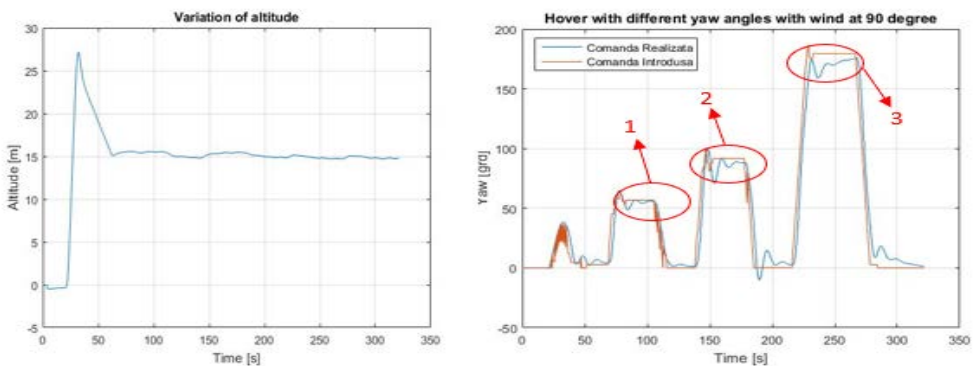 Variation of altitude
30
25
20
15
10
5
0
-5
Altitude [m]
0 50 100 150 200 250 300 350
Time [s]
Hover with different yaw angles with wind at 90 degree
Comanda Realizata
Comanda Introdusa
200
150
100
50
0
-50
Yaw [grd]
1
2
3
0 50 100 150 200 250 300 350
Time [s]